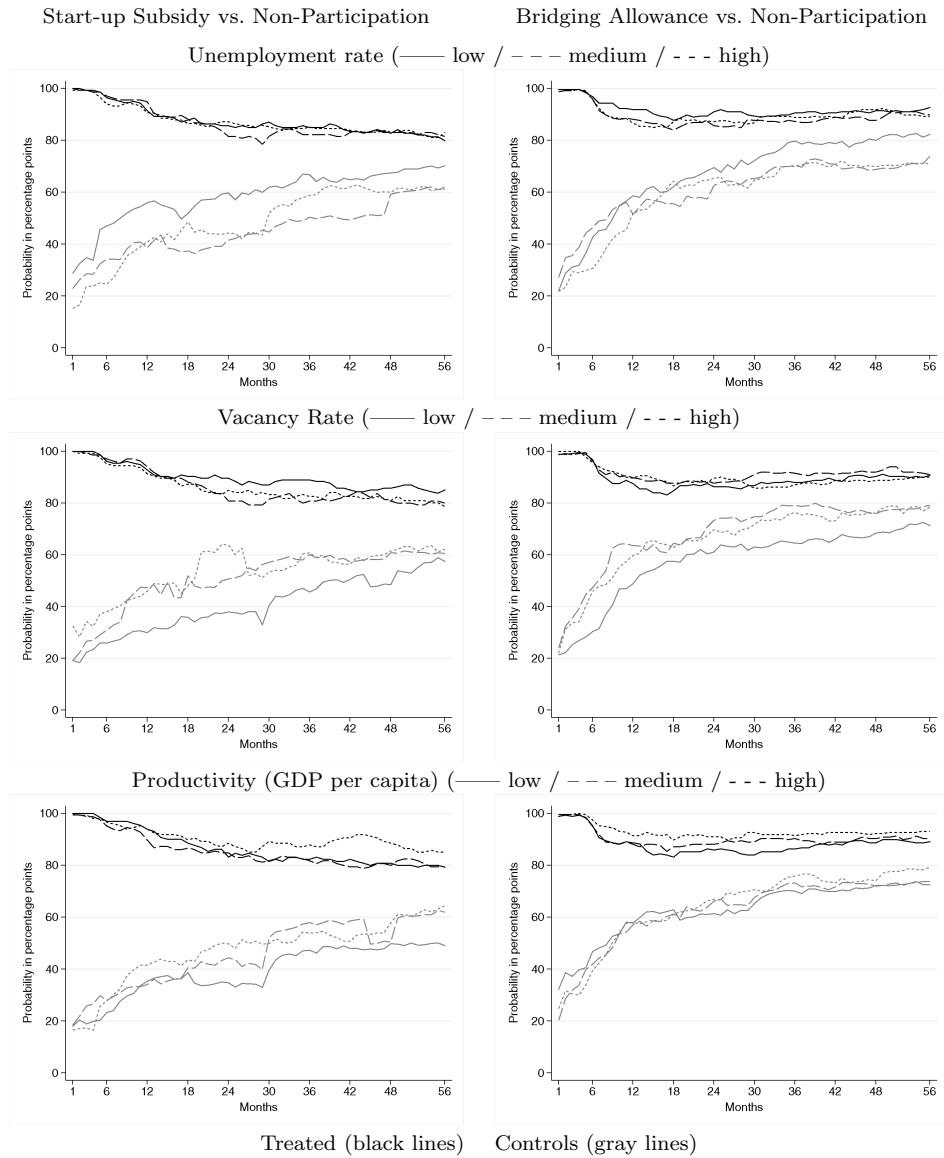 Start-up Subsidy vs. Non-Participation Bridging Allowance vs. Non-Participation
Unemployment rate (—— low / – – – medium / - - - high)
Probability in percentage points
100
80
60
40
20
0
1 6 12 18 24 30 36 42 48 56
Months
Probability in percentage points
100
80
60
40
20
0
1 6 12 18 24 30 36 42 48 56
Months
Vacancy Rate (—— low / – – – medium / - - - high)
Probability in percentage points
100
80
60
40
20
0
1 6 12 18 24 30 36 42 48 56
Months
Probability in percentage points
100
80
60
40
20
0
1 6 12 18 24 30 36 42 48 56
Months
Productivity (GDP per capita) (—— low / – – – medium / - - - high)
Probability in percentage points
100
80
60
40
20
0
1 6 12 18 24 30 36 42 48 56
Months
Probability in percentage points
100
80
60
40
20
0
1 6 12 18 24 30 36 42 48 56
Months
Treated (black lines) Controls (gray lines)